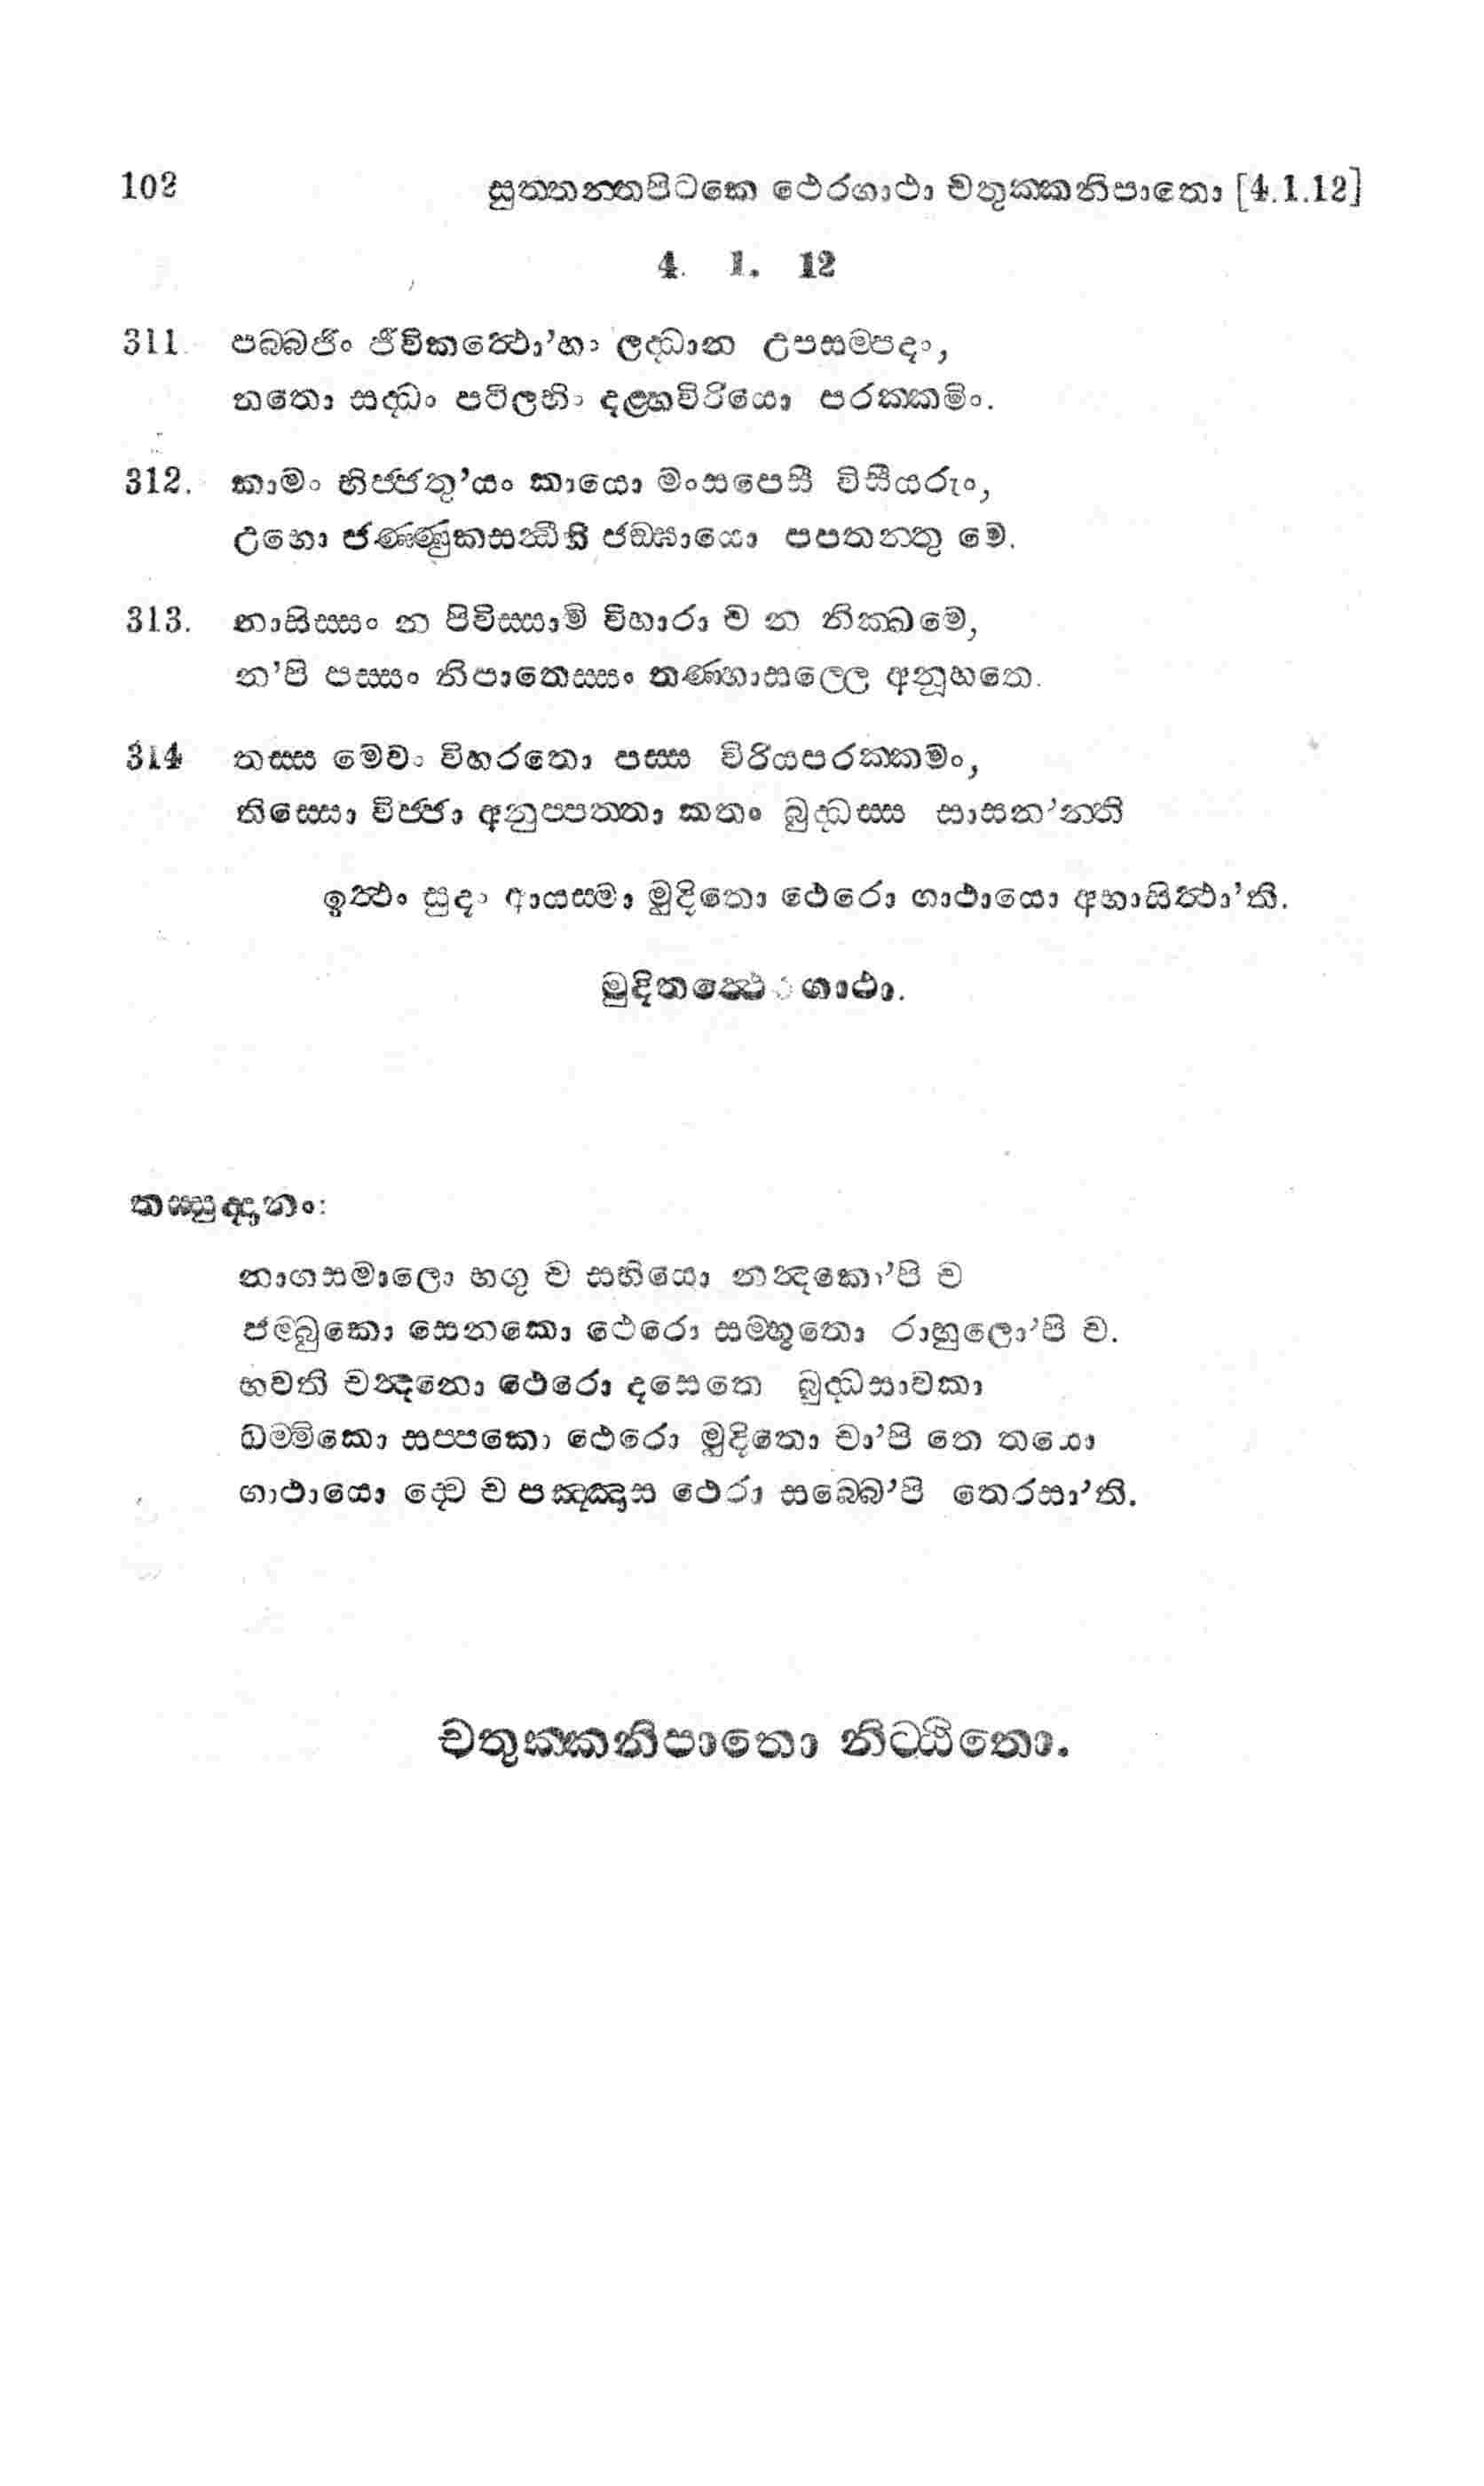 102 සුත්තන්තපිටකෙ ථෙරගාථා චතුක්කනිපාතො [4.1.12]
4. 1. 12
311 පබ්බජිං ජීවිකත්ථො’හං ලද්ධාන උපසම්පදං,
තතො සද්ධං පටිලභිං දළ්හවිරියො පරක්කමිං.
312. කාමං භිජ්ජතු’යං කායො මංසපෙසී විසීයරුං,
උභො ජණ්ණුකසන්ධීහි ජඞ්ඝායො පපතන්තු මෙ.
313. නාසිස්සං න පිවිස්සාමි විහාරා ච න නික්ඛමෙ,
න’පි පස්සං නිපාතෙස්සං තණ්හාසල්ලෙ අනූහතෙ.
314 තස්ස මෙවං විහරතො පස්ස විරියපරක්කමං,
තිස්සො විජ්ජා අනුප්පත්තා කතං බුද්ධස්ස සාසන’න්ති
ඉත්ථං සුදං ආයස්මා මුදිතො ථෙරො ගාථායො අභාසිත්ථා’ති.
මුදිතත්ථෙරගාථා.
තස්සුද්දානං:
නාගසමාලො භගු ච සභියො නන්දකො’පි ච
ජම්බුකො සෙනකො ථෙරො සම්භූතො රාහුලො’පි ච.
භවති චන්දනො ථෙරො දසෙතෙ බුද්ධසාවකා
ධම්මිකො සප්පකො ථෙරො මුදිතො චා’පි තෙ තයො
ගාථායො ද්වෙ ච පඤ්ඤාස ථෙරා සබ්බෙ’පි තෙරසා’ති.
චතුක්කනිපාතො නිට්ඨිතො.